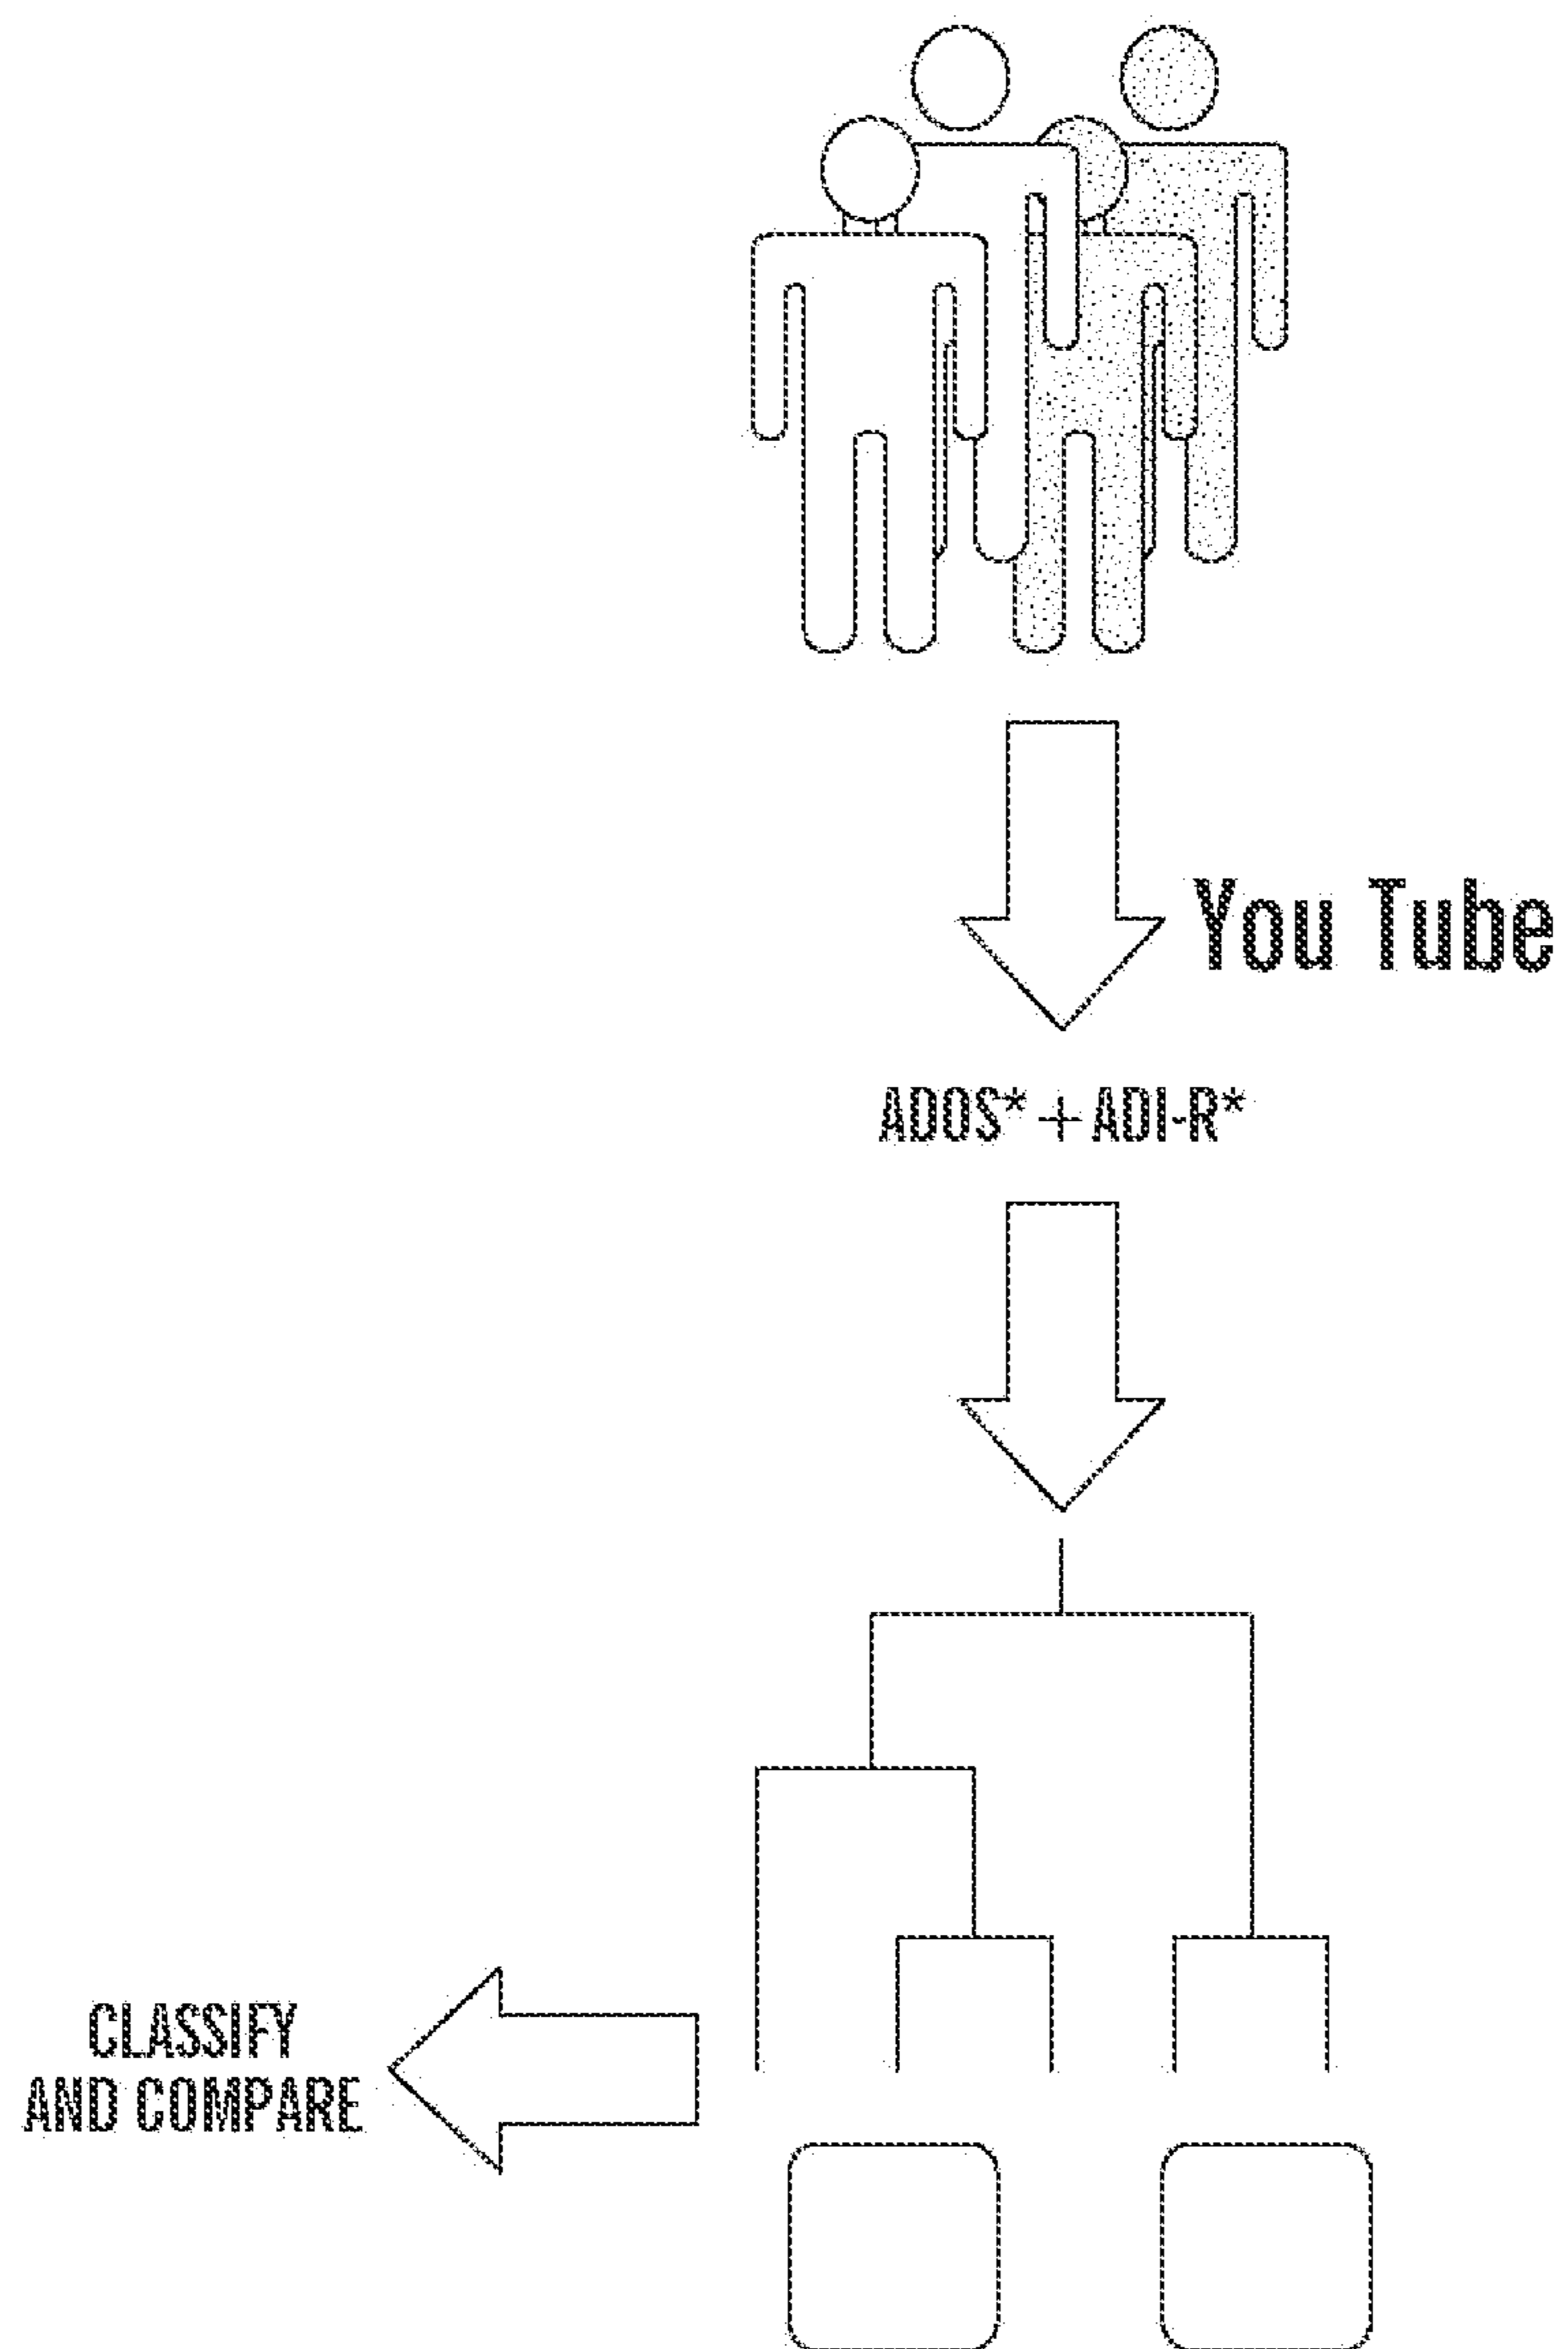 You Tube
ADOS* + ADI-R*
CLASSIFY
AND COMPARE